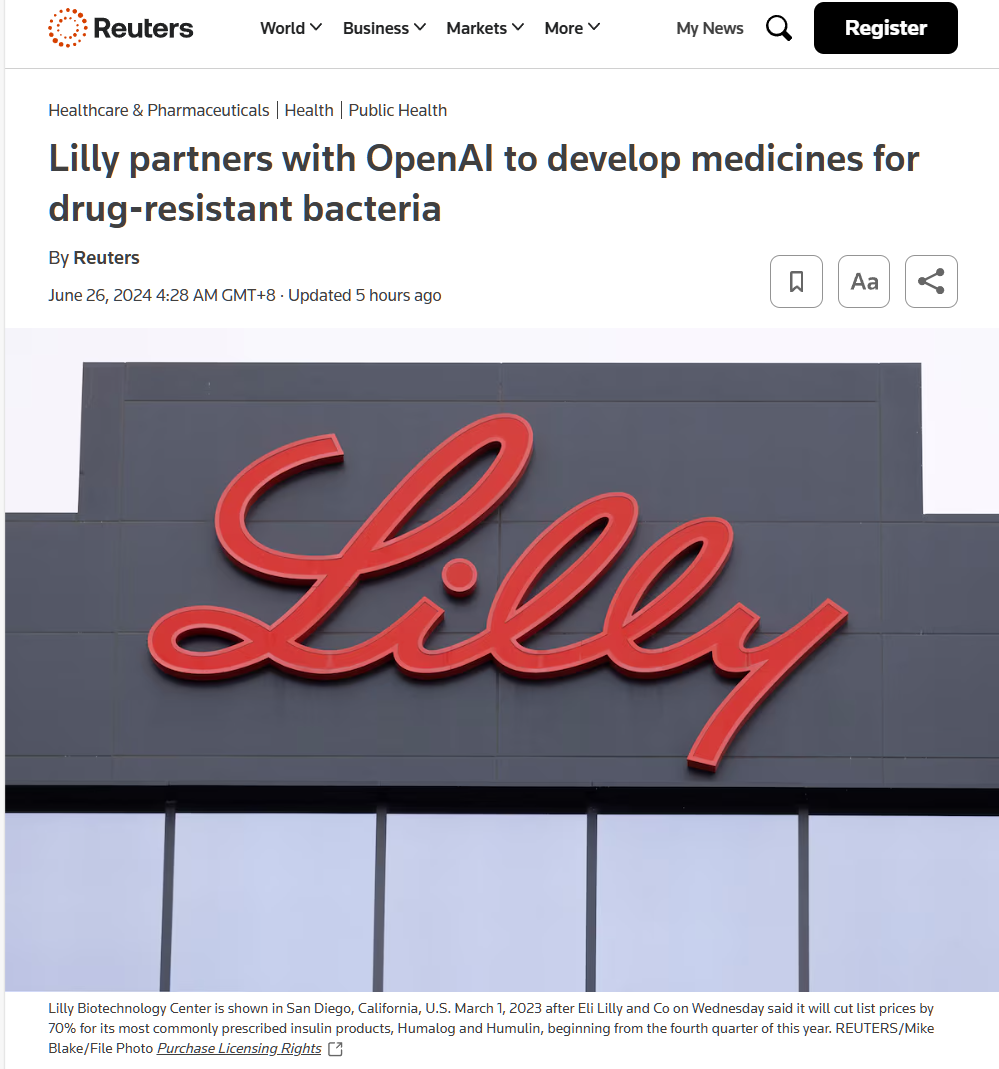 Reuters
World
Business
Markets
More
My News
Register
Healthcare & Pharmaceuticals | Health | Public Health
Lilly partners with OpenAI to develop medicines for
drug-resistant bacteria
By Reuters
June 26, 2024 4:28 AM GMT+8 · Updated 5 hours ago
Aa
Lilly
Lilly Biotechnology Center is shown in San Diego, California, U.S. March 1, 2023 after Eli Lilly and Co on Wednesday said it will cut list prices by
70% for its most commonly prescribed insulin products, Humalog and Humulin, beginning from the fourth quarter of this year. REUTERS/Mike
Blake/File Photo Purchase Licensing Rights